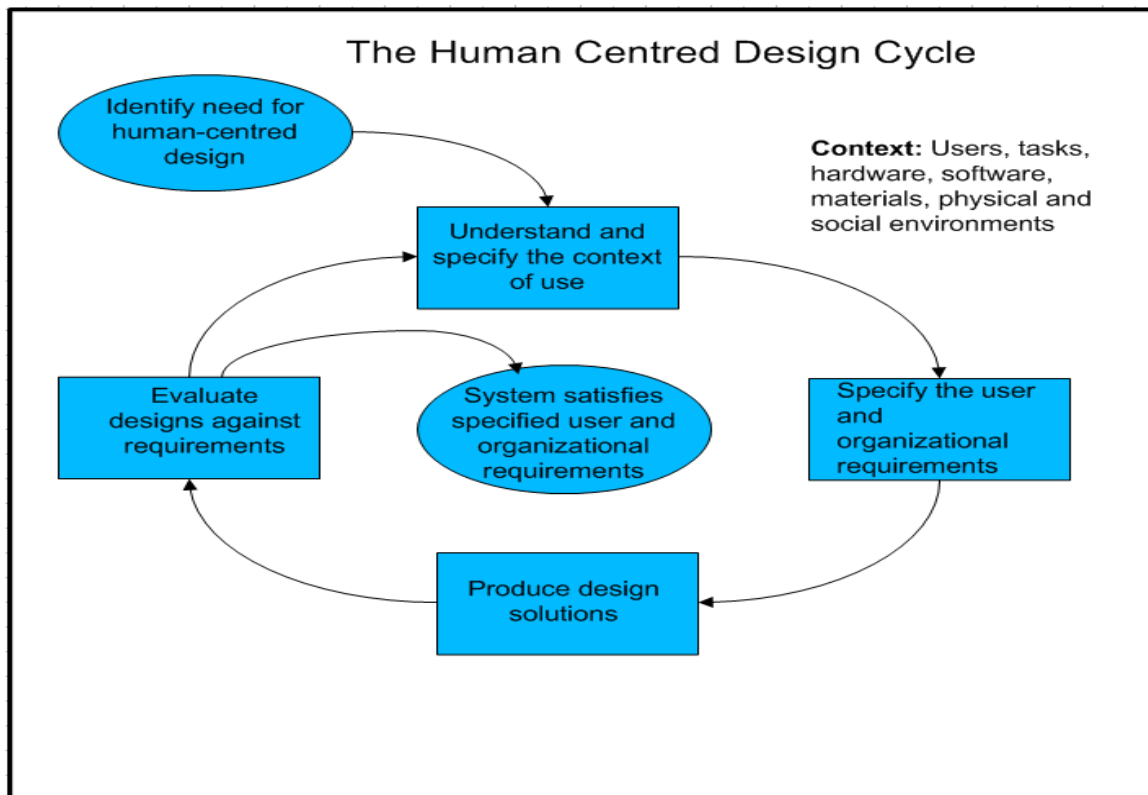 The Human Centred Design Cycle
Identify need for
human-centred
design
Context: Users, tasks,
hardware, software,
materials, physical and
social environments
Understand and
specify the context
of use
Evaluate
designs against
requirements
System satisfies
specified user and
organizational
requirements
Specify the user
and
organizational
requirements
Produce design
solutions